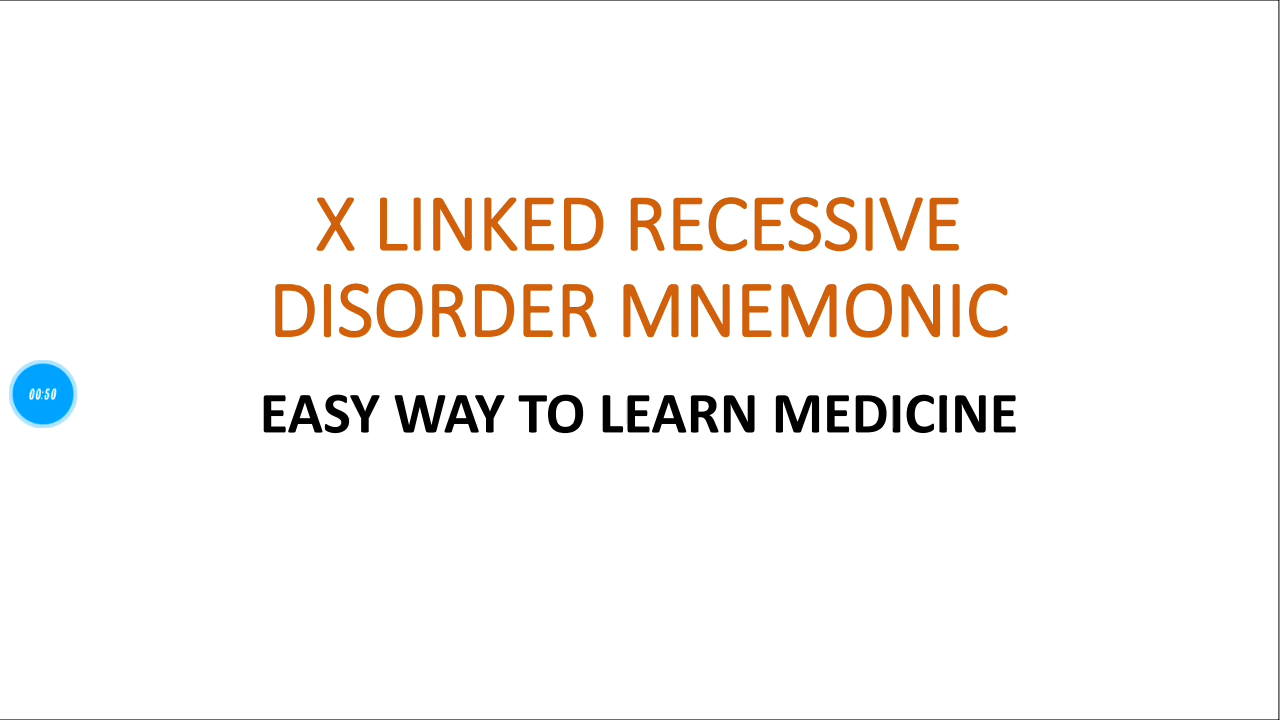 X LINKED RECESSIVE
DISORDER MNEMONIC
EASY WAY TO LEARN MEDICINE
00:50